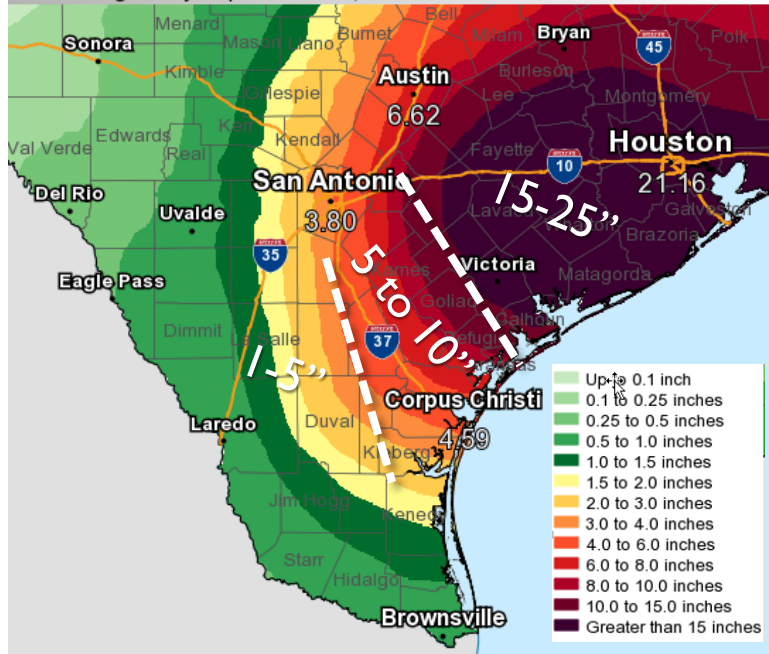 Bell
Menard
Burnet
Milam
Bryan
Polk
Sonora
Mason
Llano
45
Kimble
Austin
Burleson
Gillespie
Lee
Montgomery
6.62
Kerr
Kendall
Fayette
Houston
Val Verde
Edwards
Real
10
San Antonio
21.16
Del Rio
Lavaca
15-25”
Galveston
Uvalde
3.80
Brazoria
35
Karnes
Victoria
Eagle Pass
5 to 10”
Matagorda
Goliad
Dimmit
La Salle
37
Refugio
Calhoun
1-5”
Up to 0.1 inch
Corpus Christi
0.1 to 0.25 inches
0.25 to 0.5 inches
Laredo
Duval
4.59
0.5 to 1.0 inches
Kleberg
1.0 to 1.5 inches
1.5 to 2.0 inches
Jim Hogg
2.0 to 3.0 inches
Kenedy
3.0 to 4.0 inches
4.0 to 6.0 inches
Starr
6.0 to 8.0 inches
Hidalgo
8.0 to 10.0 inches
10.0 to 15.0 inches
Brownsville
Greater than 15 inches